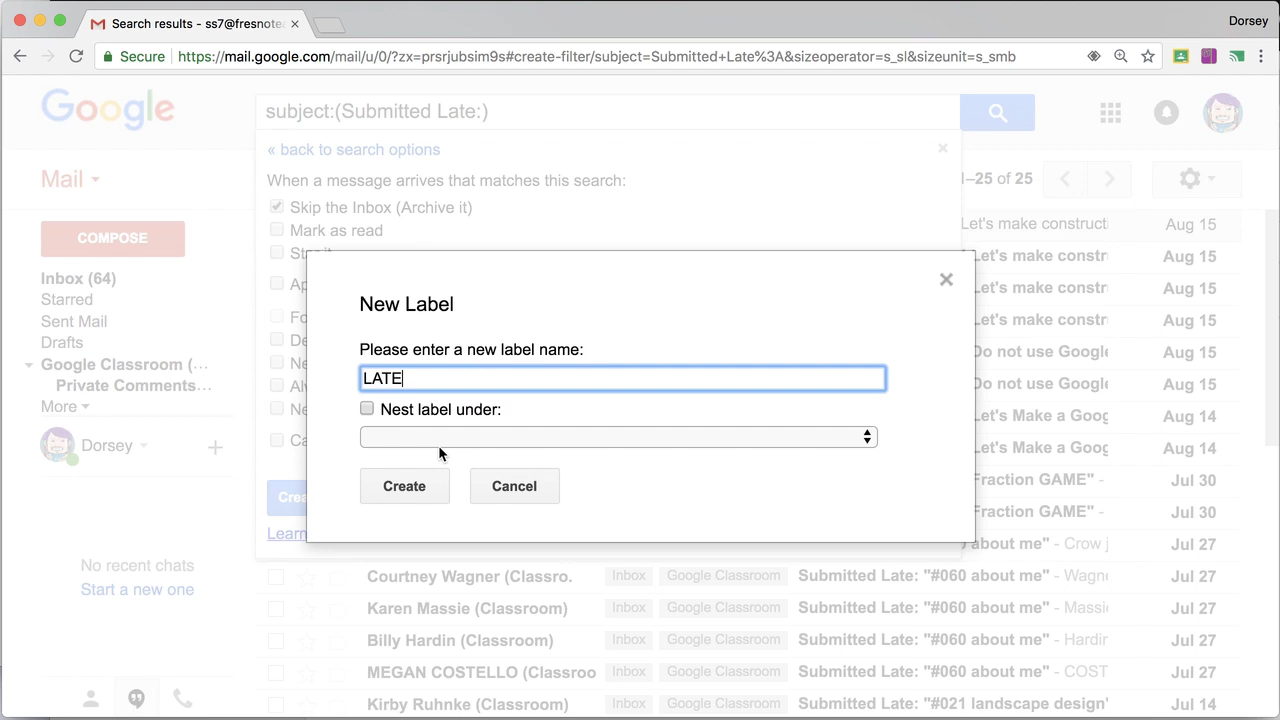 Search results - ss7@fresnotea
Dorsey
Secure https://mail.google.com/mail/u/0/?zx=prsrjubsim9s#create-filter/subject=Submitted+Late%3A&sizeoperator=s_sl&sizeunit=s_smb
Google
subject:(Submitted Late:)
« back to search options
Mail
When a message arrives that matches this search:
–25 of 25
Skip the Inbox (Archive it)
Mark as read
Let's make constructi Aug 15
COMPOSE
Let's make constr Aug 15
Inbox (64)
New Label
Let's make constr Aug 15
Starred
Let's make constr Aug 15
Sent Mail
Please enter a new label name:
Do not use Google Aug 15
Drafts
LATE
Do not use Google Aug 15
Google Classroom (...
Nest label under:
Let's Make a Goog Aug 14
Private Comments...
More
Let's Make a Goog Aug 14
Dorsey
Create Cancel
Fraction GAME" - Jul 30
Fraction GAME" - Jul 30
Learn
about me" - Crow j Jul 27
No recent chats
Start a new one
Courtney Wagner (Classro. Inbox Google Classroom Submitted Late: "#060 about me" - Wagne Jul 27
Karen Massie (Classroom) Inbox Google Classroom Submitted Late: "#060 about me" - Massi Jul 27
Billy Hardin (Classroom) Inbox Google Classroom Submitted Late: "#060 about me" - Hardin Jul 27
MEGAN COSTELLO (Classroo Inbox Google Classroom Submitted Late: "#060 about me" - COST Jul 27
Kirby Ruhnke (Classroom) Inbox Google Classroom Submitted Late: "#021 landscape design" Jul 14